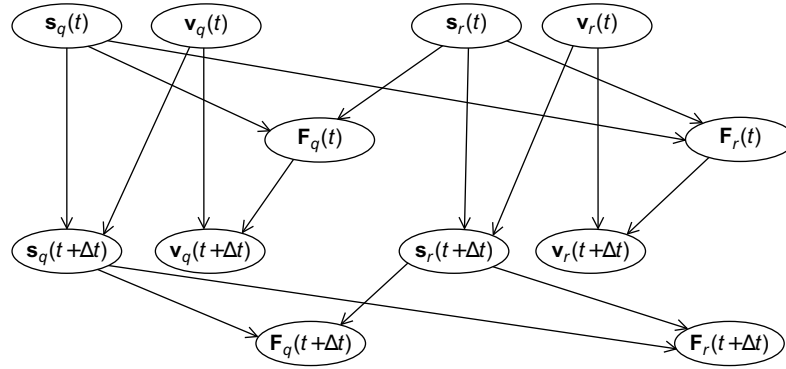 s_q(t) v_q(t) s_r(t) v_r(t)
F_q(t) F_r(t)
s_q(t+Δt) v_q(t+Δt) s_r(t+Δt) v_r(t+Δt)
F_q(t+Δt) F_r(t+Δt)